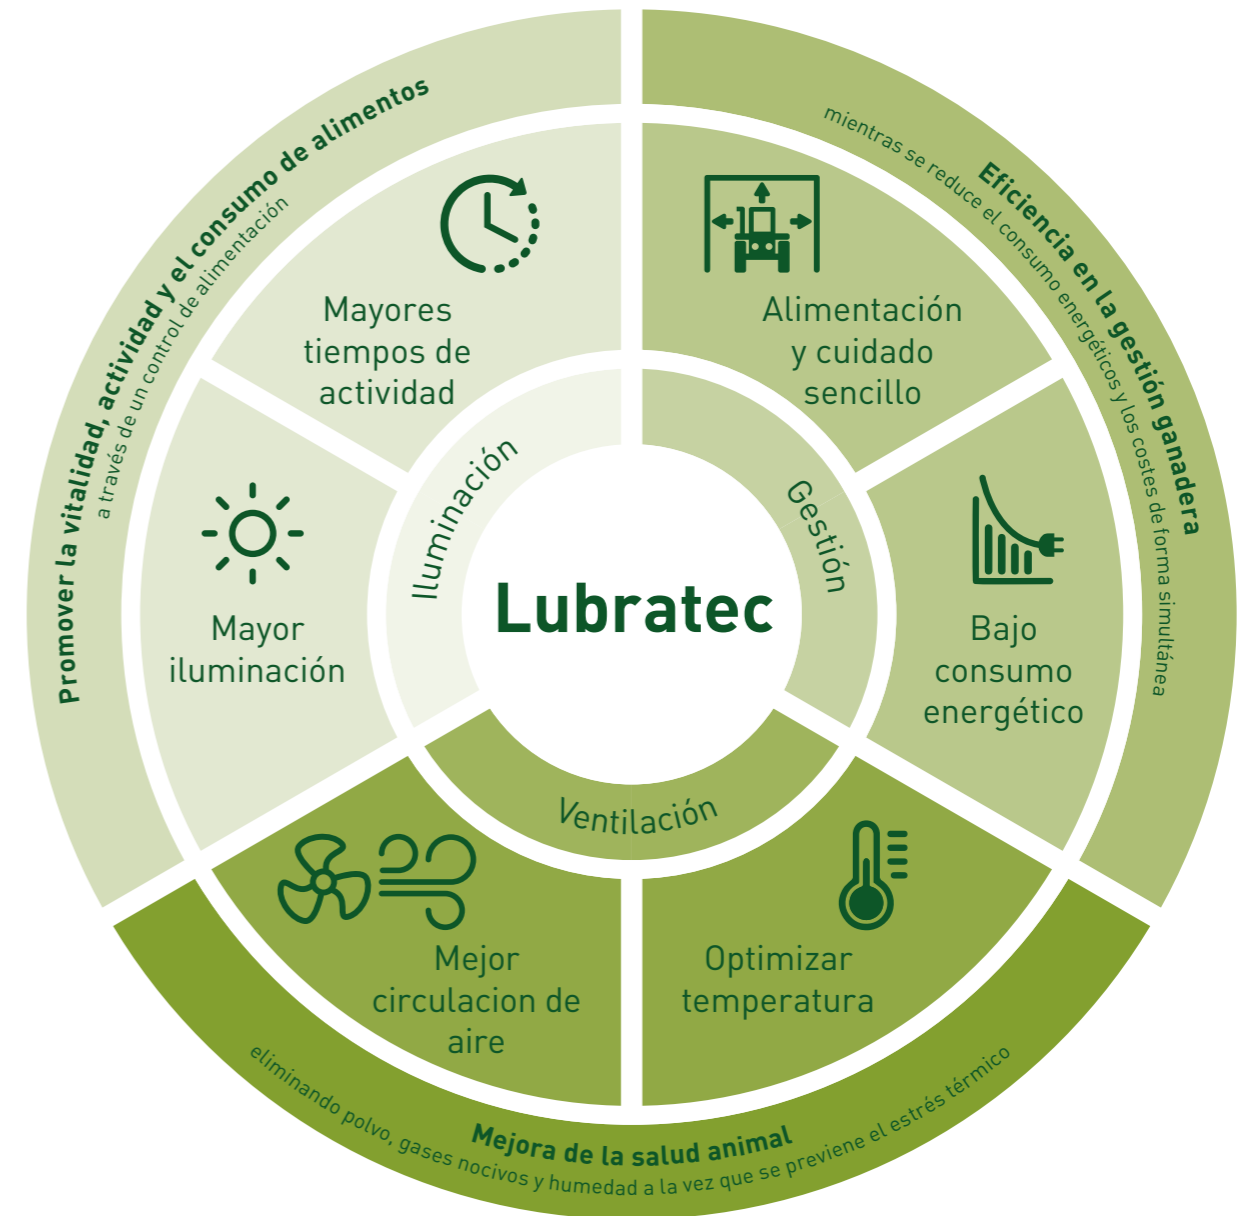 Promover la vitalidad, actividad y el consumo de alimentos
a través de un control de alimentación
Eficiencia en la gestión ganadera
mientras se reduce el consumo energéticos y los costes de forma simultánea
Mayores
tiempos de
actividad
Alimentación
y cuidado
sencillo
Iluminación
Gestión
Mayor
iluminación
Lubratec
Bajo
consumo
energético
Ventilación
Mejor
circulacion de
aire
Optimizar
temperatura
Mejora de la salud animal
eliminando polvo, gases nocivos y humedad a la vez que se previene el estrés térmico